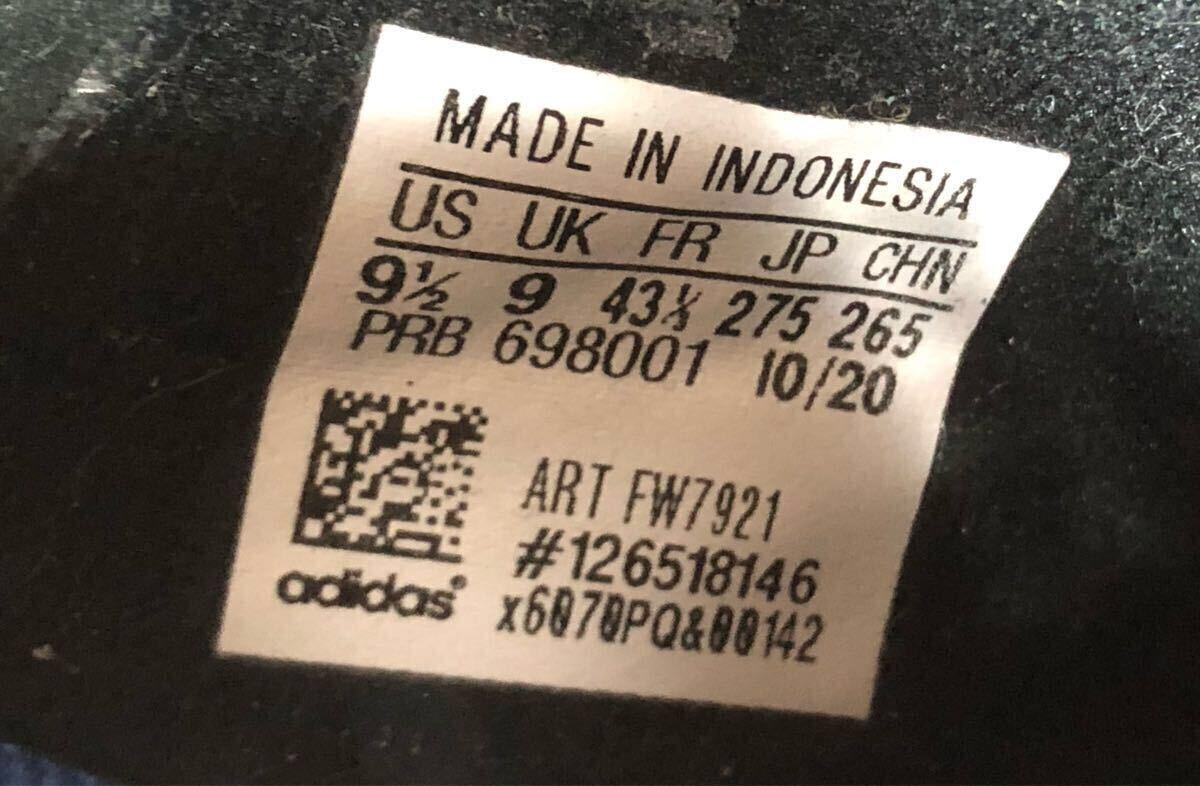 MADE IN INDONESIA
US UK FR JP CHN
9½ 9 43⅓ 275 265
PRB 698001 10/20
ART FW7921
#126518146
adidas®
x6070PQ&00142